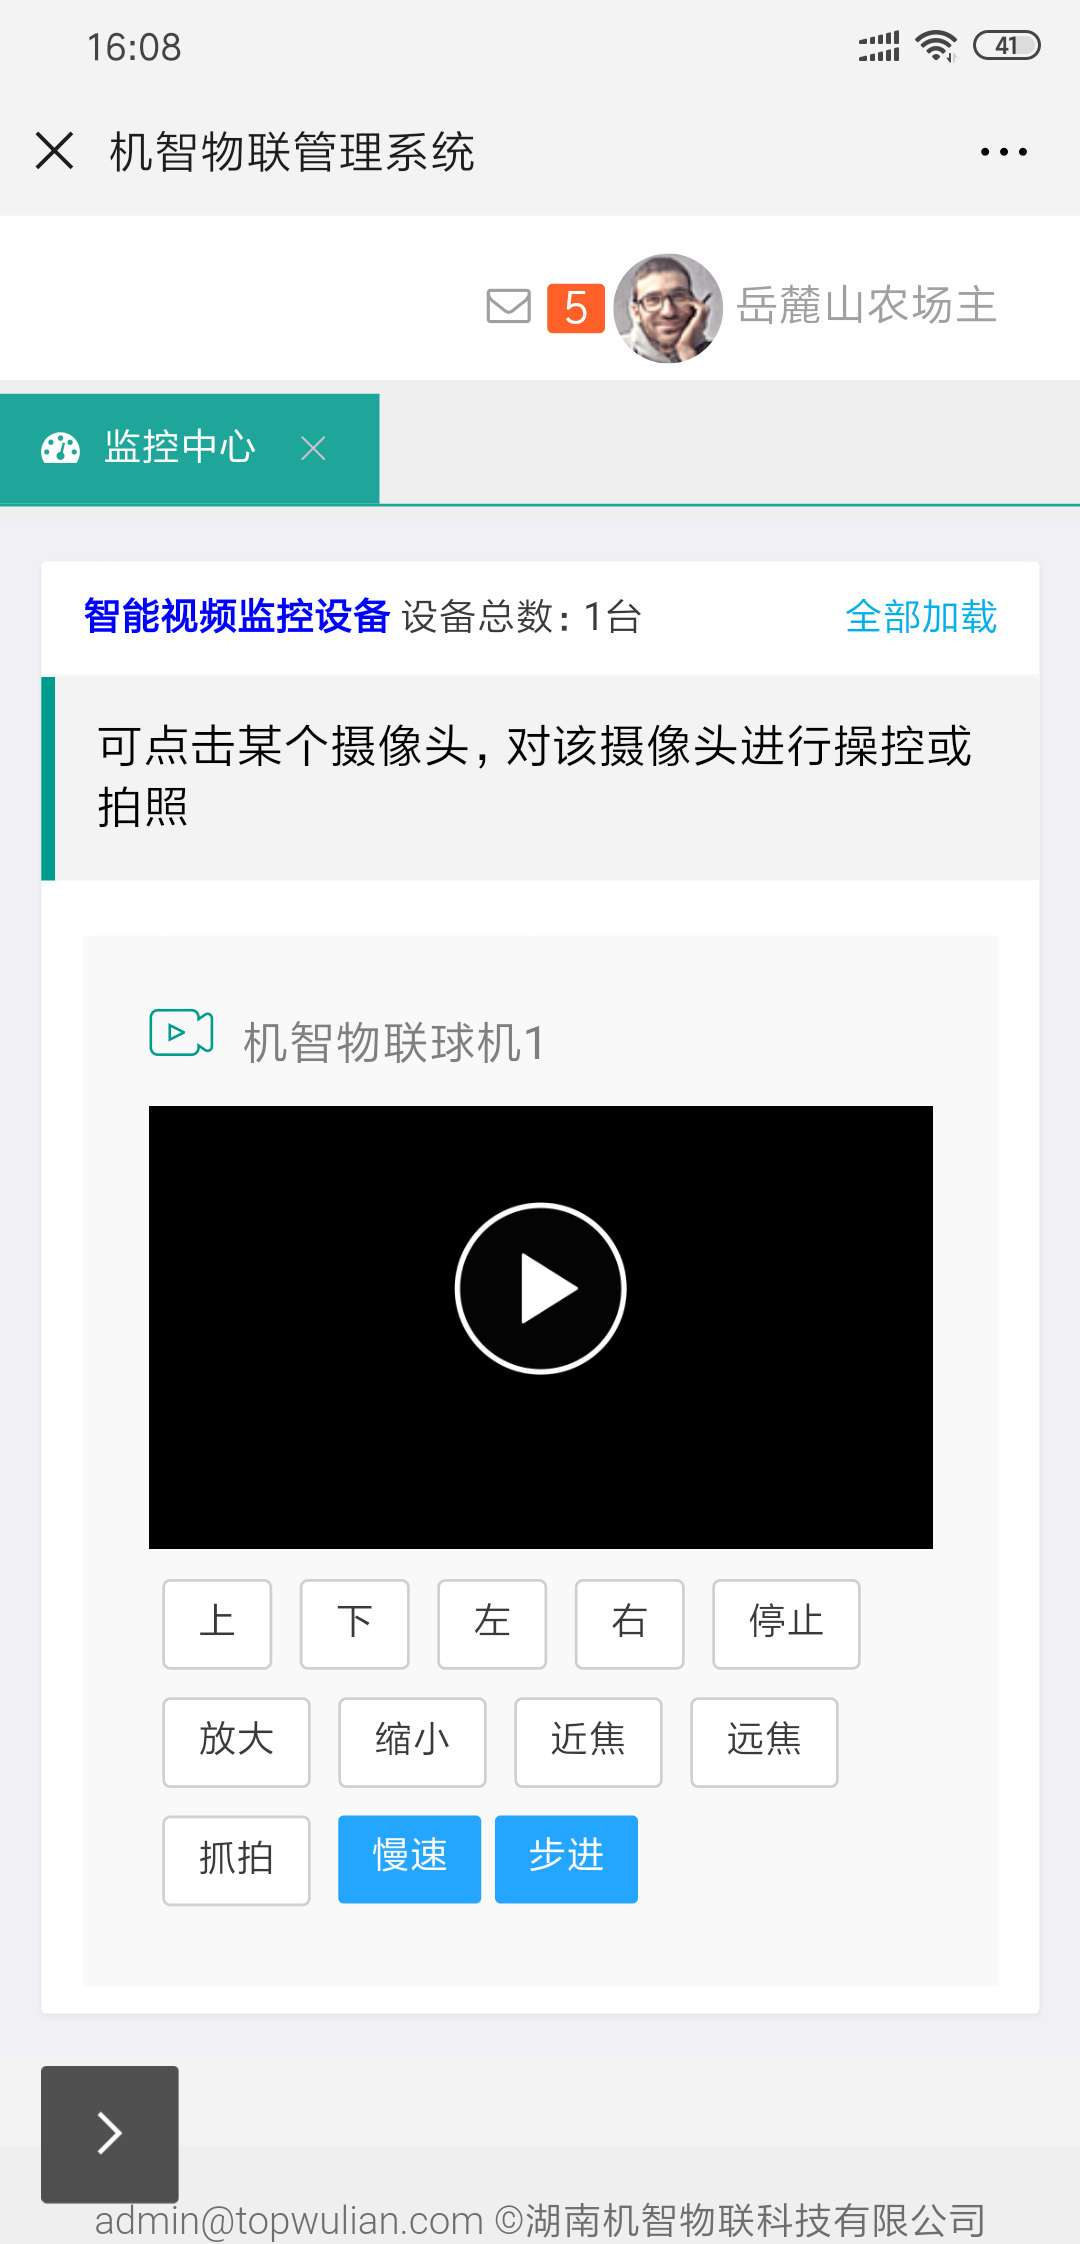 16:08
41
机智物联管理系统
5 岳麓山农场主
监控中心
智能视频监控设备 设备总数：1台 全部加载
可点击某个摄像头，对该摄像头进行操控或
拍照
机智物联球机1
上 下 左 右 停止
放大 缩小 近焦 远焦
抓拍 慢速 步进
admin@topwulian.com ©湖南机智物联科技有限公司